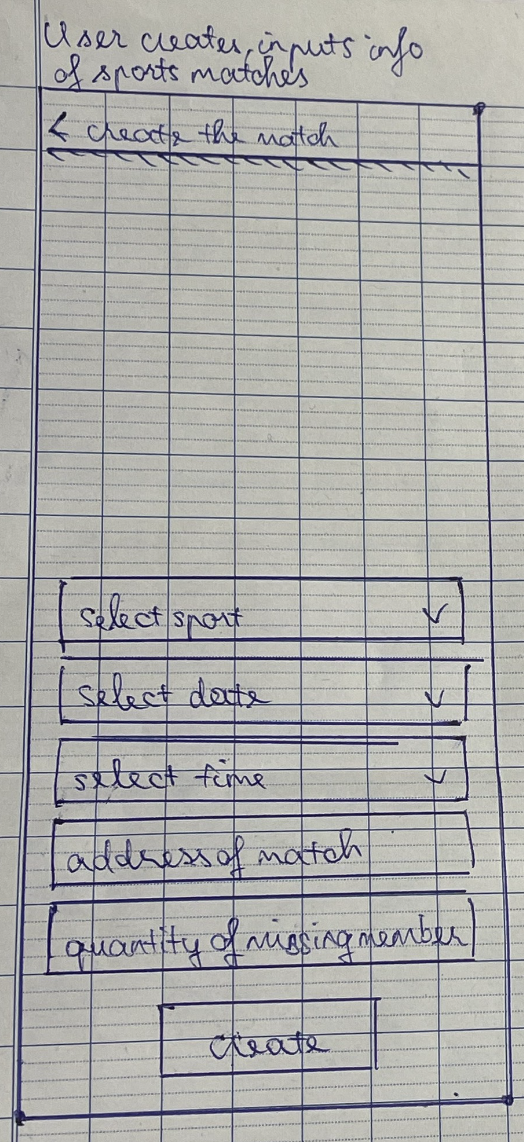 User creates, inputs info
of sports matches
< create the match
select sport
select date
select time
address of match
quantity of missing member
create